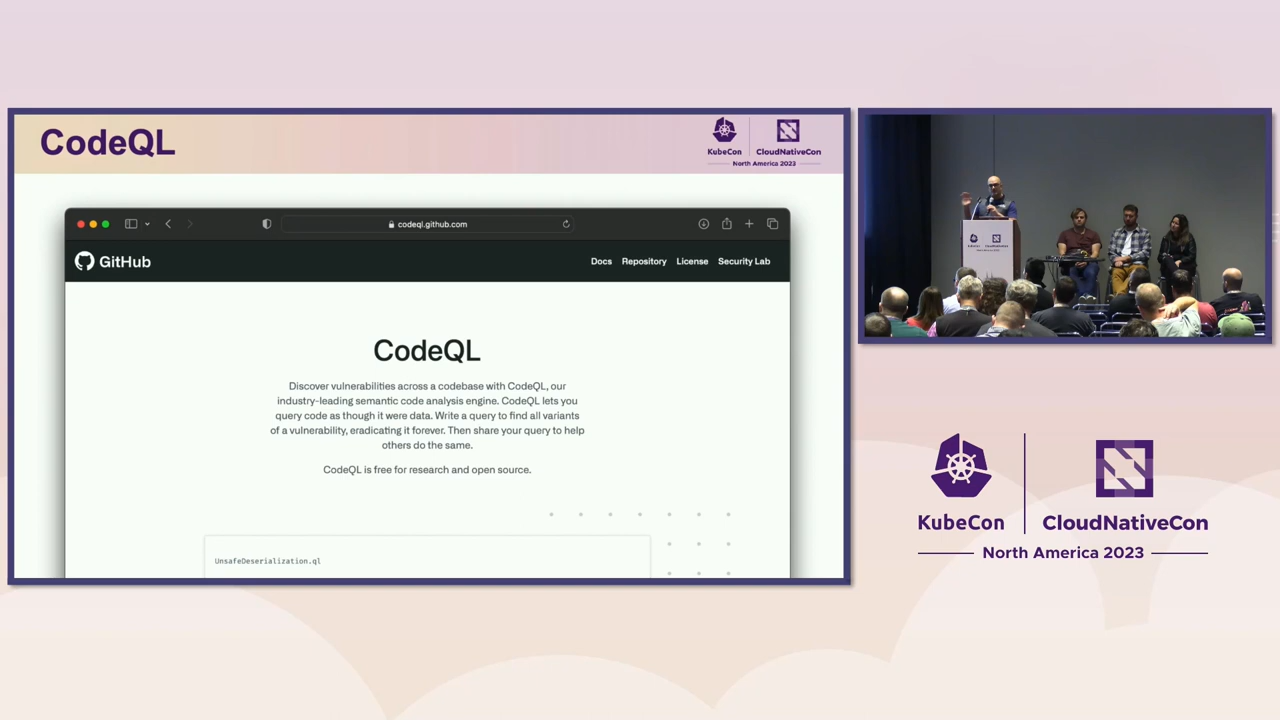 CodeQL
KubeCon
CloudNativeCon
North America 2023
codeql.github.com
GitHub
Docs
Repository
License
Security Lab
CodeQL
Discover vulnerabilities across a codebase with CodeQL, our
industry-leading semantic code analysis engine. CodeQL lets you
query code as though it were data. Write a query to find all variants
of a vulnerability, eradicating it forever. Then share your query to help
others do the same.
CodeQL is free for research and open source.
UnsafeDeserialization.ql
KubeCon
CloudNativeCon
North America 2023